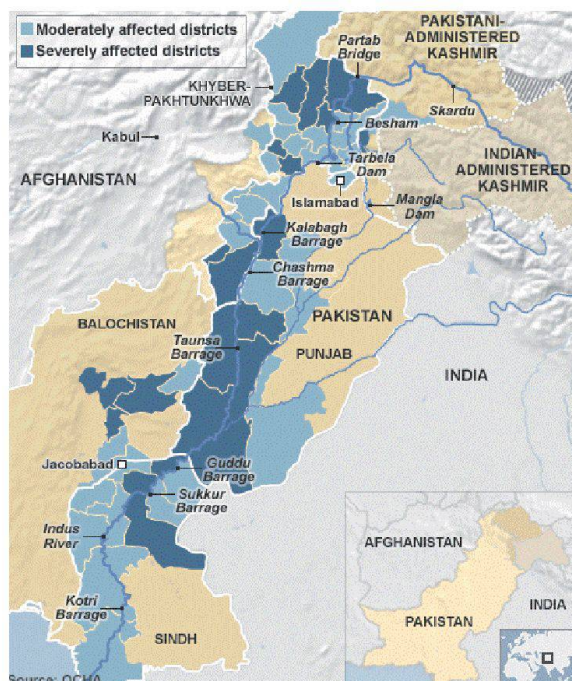 Moderately affected districts
Severely affected districts
PAKISTANI-
ADMINISTERED
KASHMIR
Partab
Bridge
KHYBER-
PAKHTUNKHWA
Skardu
Besham
Kabul
Tarbela
Dam
INDIAN
ADMINISTERED
KASHMIR
AFGHANISTAN
Islamabad
Mangla
Dam
Kalabagh
Barrage
Chashma
Barrage
BALOCHISTAN
PAKISTAN
Taunsa
Barrage
PUNJAB
INDIA
Jacobabad
Guddu
Barrage
Sukkur
Barrage
Indus
River
AFGHANISTAN
INDIA
Kotri
Barrage
PAKISTAN
SINDH
Source: OCHA